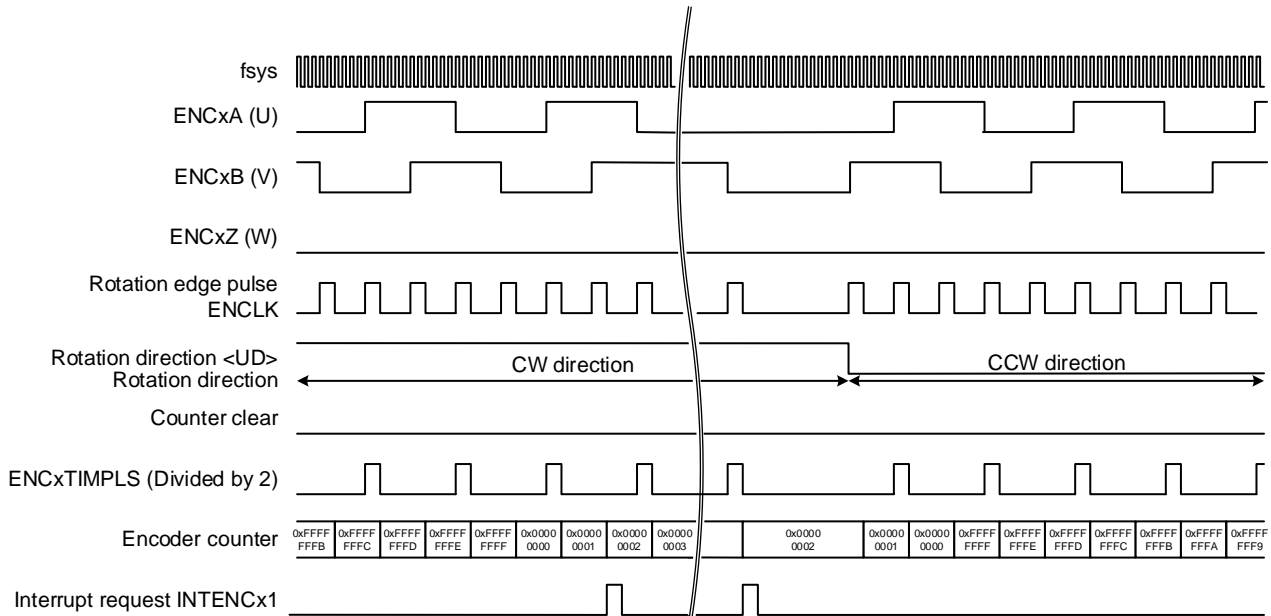 fsys
ENCxA (U)
ENCxB (V)
ENCxZ (W)
Rotation edge pulse
ENCLK
Rotation direction <UD>
Rotation direction
CW direction
CCW direction
Counter clear
ENCxTIMPLS (Divided by 2)
Encoder counter
0xFFFF 0xFFFF 0xFFFF 0xFFFF 0xFFFF 0x0000 0x0000 0x0000 0x0000 0x0000 0x0000 0x0000 0xFFFF 0xFFFF 0xFFFF 0xFFFF 0xFFFF 0xFFFF 0xFFFF
FFFB FFFC FFFD FFFE FFFF 0000 0001 0002 0003 0002 0001 0000 FFFF FFFE FFFD FFFC FFFB FFFA FFF9
Interrupt request INTENCx1